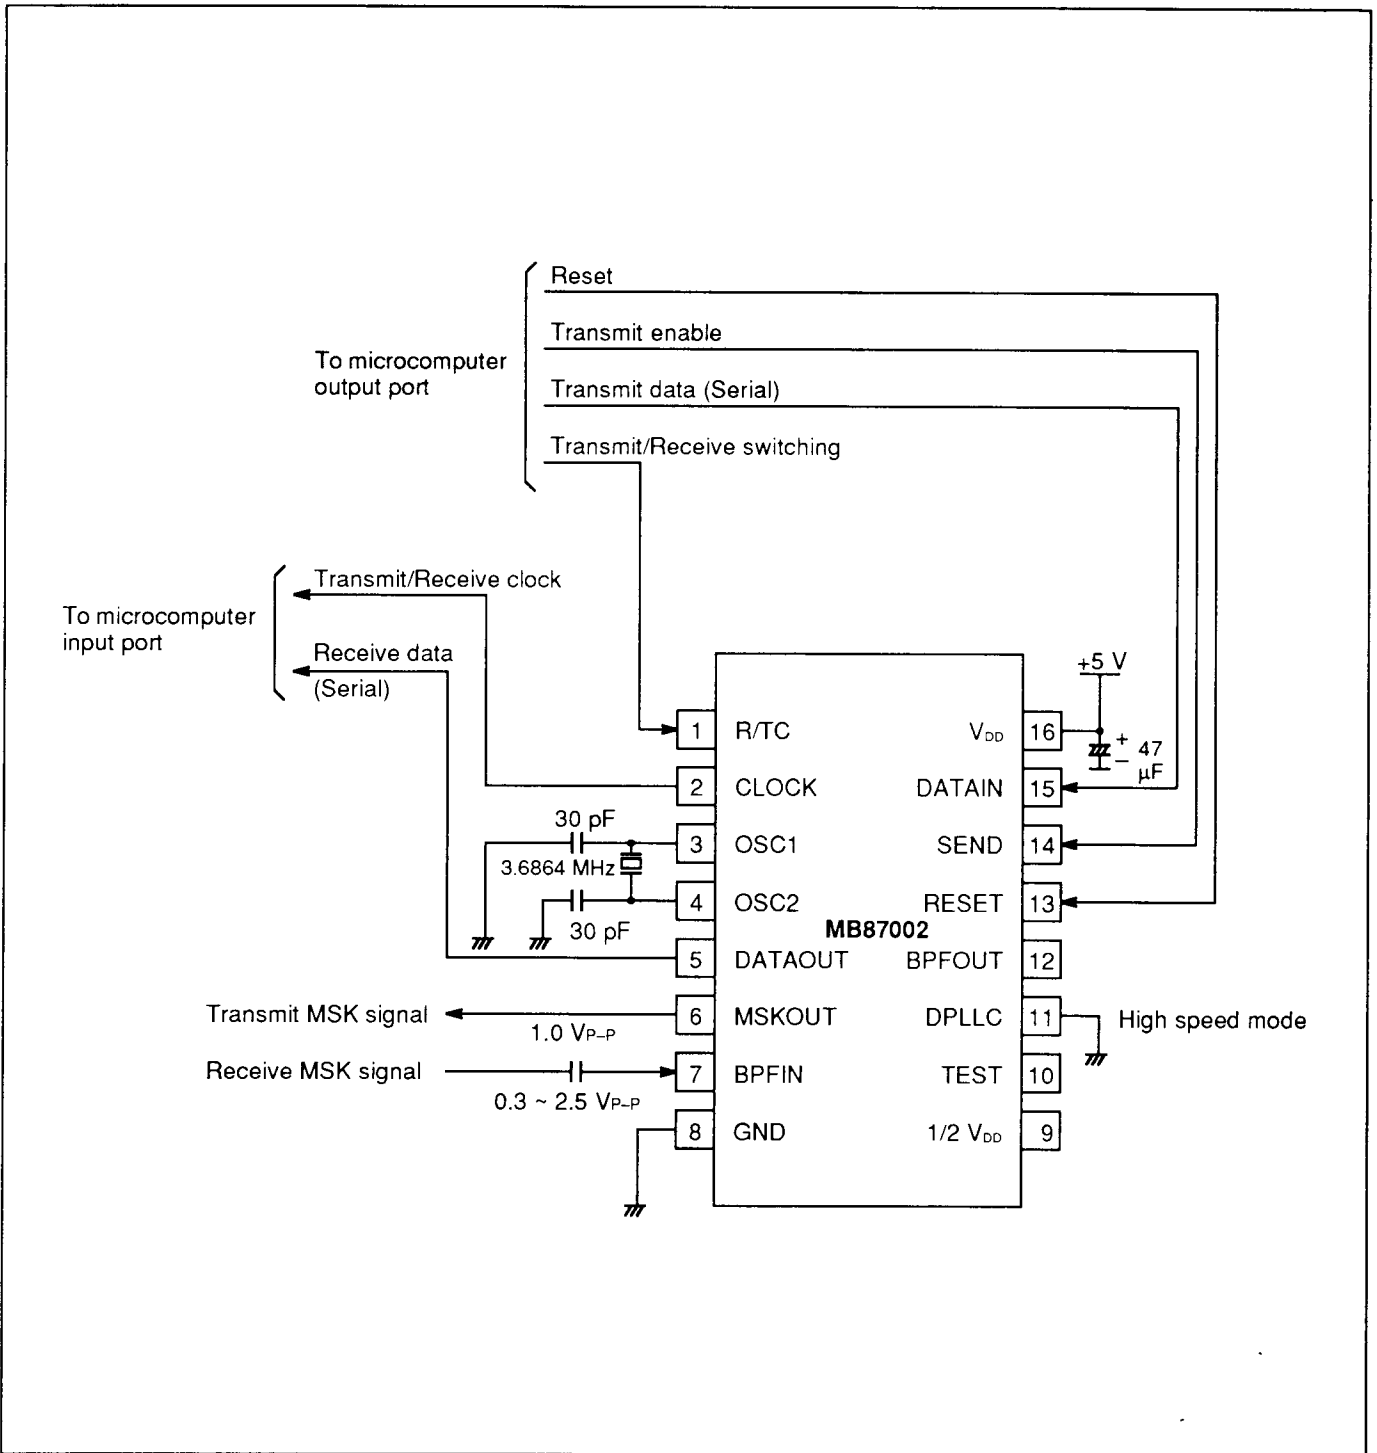 Reset
Transmit enable
To microcomputer
output port
Transmit data (Serial)
Transmit/Receive switching
Transmit/Receive clock
To microcomputer
input port
Receive data
(Serial)
+5 V
1 R/TC
VDD 16
+ 47
– µF
2 CLOCK
DATAIN 15
30 pF
3 OSC1
SEND 14
3.6864 MHz
4 OSC2
RESET 13
30 pF
MB87002
5 DATAOUT
BPFOUT 12
Transmit MSK signal
1.0 VP–P
6 MSKOUT
DPLLC 11
High speed mode
Receive MSK signal
0.3 ~ 2.5 VP–P
7 BPFIN
TEST 10
8 GND
1/2 VDD 9